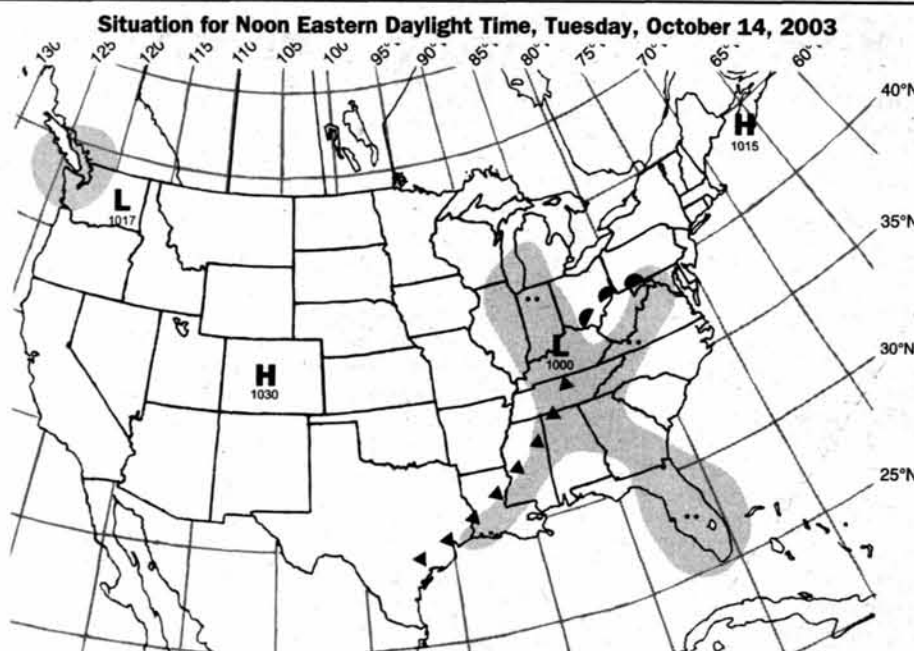 Situation for Noon Eastern Daylight Time, Tuesday, October 14, 2003
130 125 120 115 110 105 100 95° 90° 85° 80° 75° 70° 65° 60°
40°N
H
1015
L
1017
35°N
L
1000
30°N
H
1030
25°N